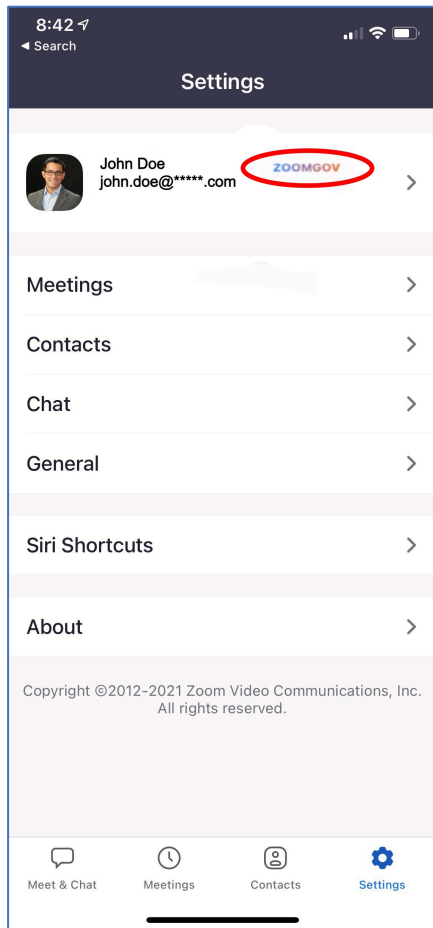 8:42
◀ Search
Settings
John Doe
ZOOMGOV
john.doe@*****.com
Meetings
Contacts
Chat
General
Siri Shortcuts
About
Copyright ©2012-2021 Zoom Video Communications, Inc.
All rights reserved.
Meet & Chat
Meetings
Contacts
Settings